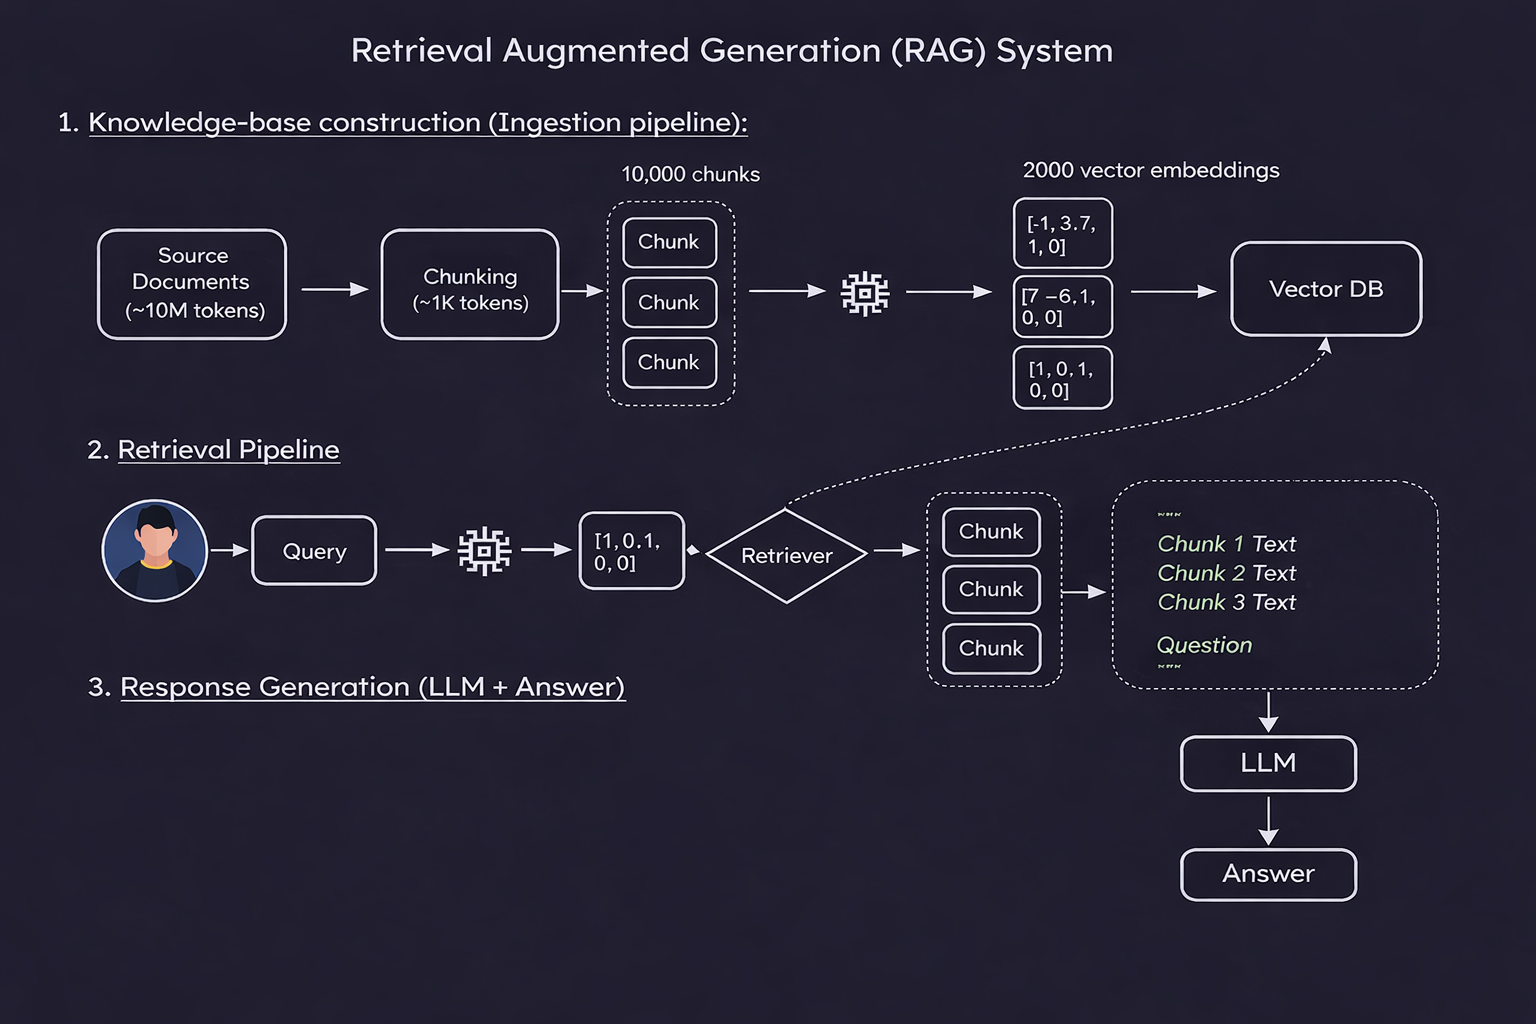 Retrieval Augmented Generation (RAG) System
1. Knowledge-base construction (Ingestion pipeline):
10,000 chunks
2000 vector embeddings
Source
Documents
(~10M tokens)
Chunking
(~1K tokens)
Chunk
Chunk
Chunk
[-1, 3.7,
1, 0]
[7 –6.1,
0, 0]
[1, 0, 1,
0, 0]
Vector DB
2. Retrieval Pipeline
Query
[1, 0.1,
0, 0]
Retriever
Chunk
Chunk
Chunk
Chunk 1 Text
Chunk 2 Text
Chunk 3 Text
Question
3. Response Generation (LLM + Answer)
LLM
Answer